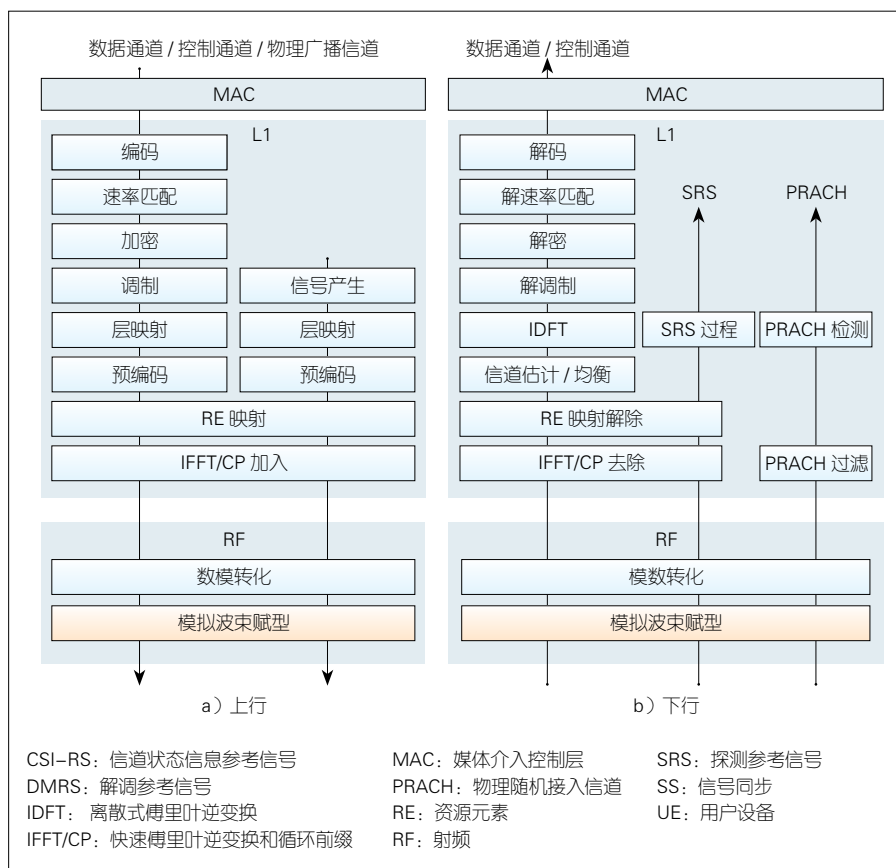 数据通道 / 控制通道 / 物理广播信道
MAC
L1
编码
速率匹配
加密
调制
信号产生
层映射
层映射
预编码
预编码
RE 映射
IFFT/CP 加入
RF
数模转化
模拟波束赋型
a）上行
数据通道 / 控制通道
MAC
L1
解码
解速率匹配
SRS
PRACH
解密
解调制
IDFT
SRS 过程
PRACH 检测
信道估计 / 均衡
RE 映射解除
IFFT/CP 去除
PRACH 过滤
RF
模数转化
模拟波束赋型
b）下行
CSI–RS：信道状态信息参考信号
DMRS：解调参考信号
IDFT： 离散式傅里叶逆变换
IFFT/CP：快速傅里叶逆变换和循环前缀
MAC：媒体介入控制层
PRACH：物理随机接入信道
RE：资源元素
RF：射频
SRS：探测参考信号
SS：信号同步
UE：用户设备